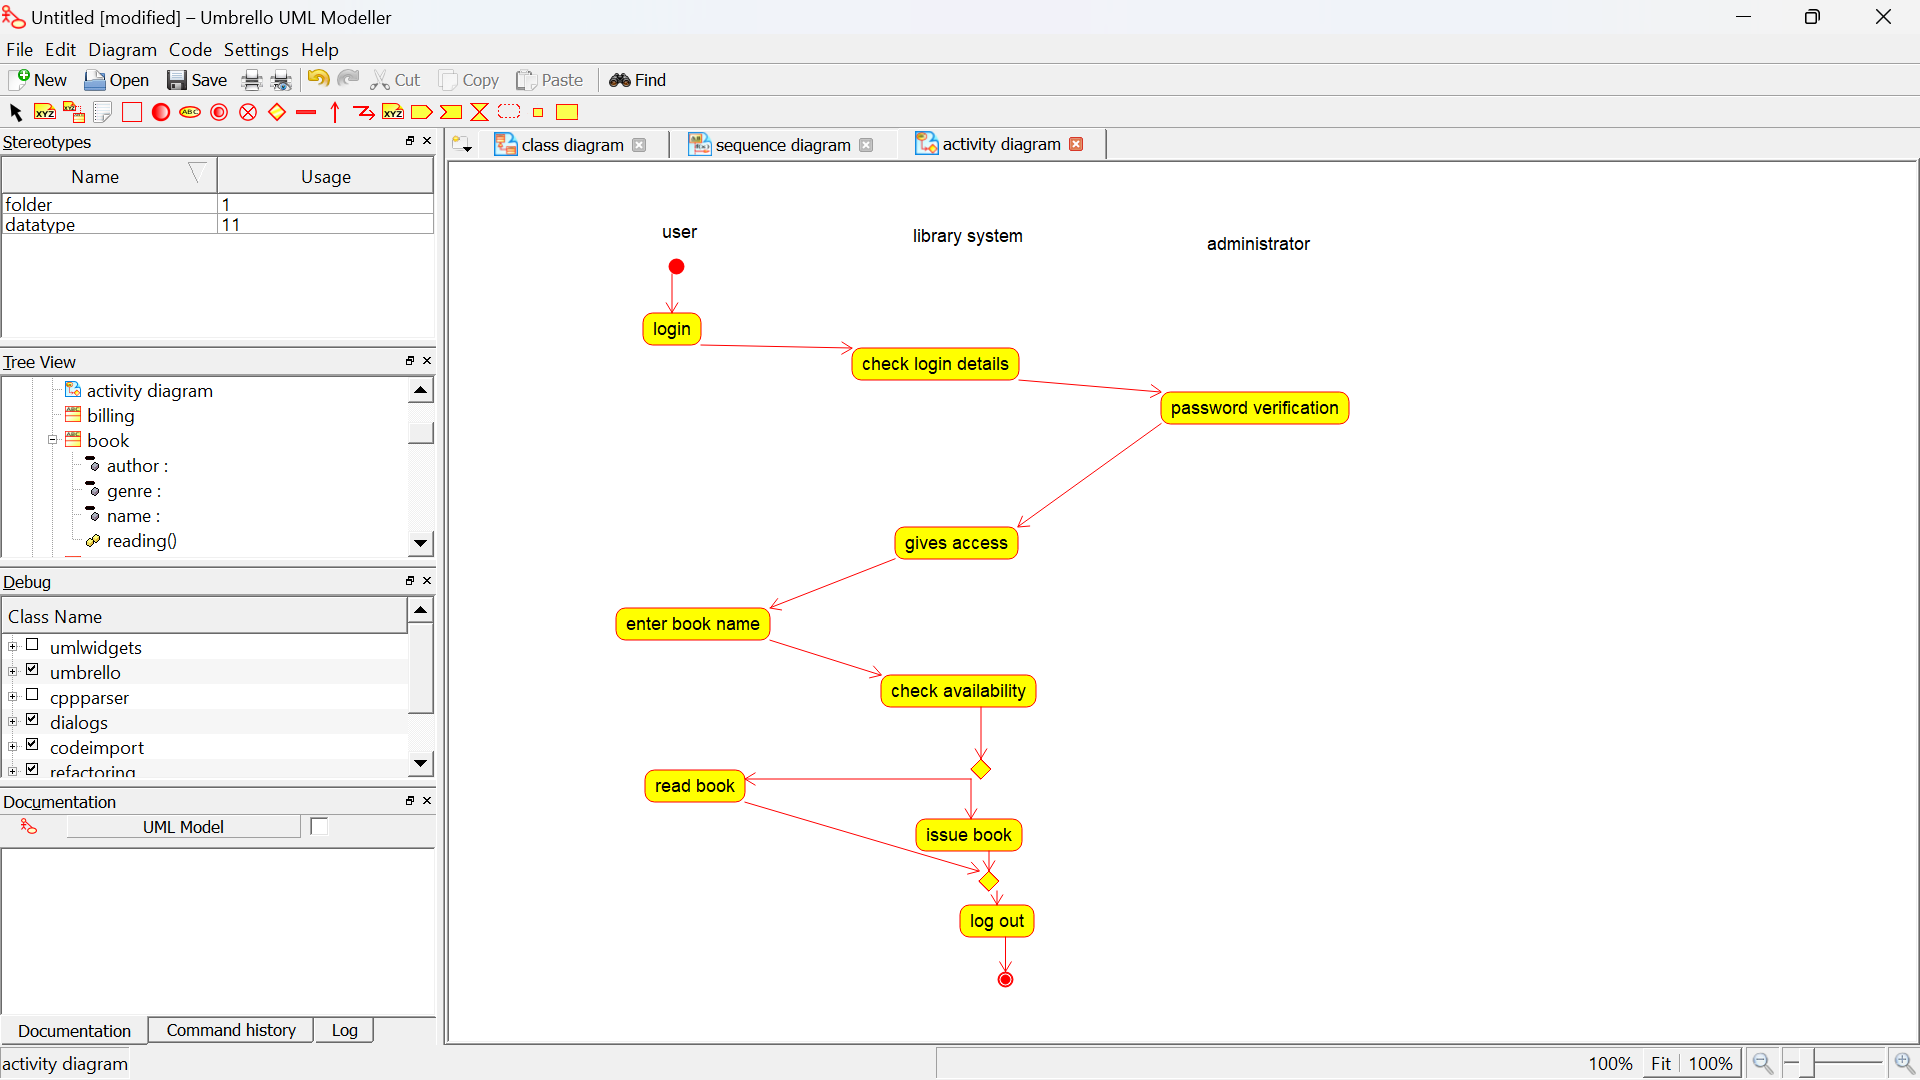 Untitled [modified] – Umbrello UML Modeller
File Edit Diagram Code Settings Help
New Open Save Cut Copy Paste Find
Stereotypes
Name Usage
folder 1
datatype 11
Tree View
activity diagram
billing
book
author :
genre :
name :
reading()
Debug
Class Name
umlwidgets
umbrello
cppparser
dialogs
codeimport
refactoring
Documentation
UML Model
Documentation Command history Log
activity diagram
class diagram sequence diagram activity diagram
user
library system
administrator
login
check login details
password verification
gives access
enter book name
check availability
read book
issue book
log out
100% Fit 100%